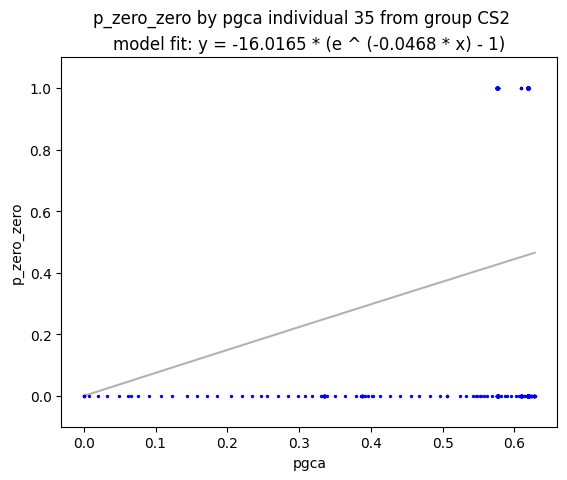 p_zero_zero by pgca individual 35 from group CS2
model fit: y = -16.0165 * (e ^ (-0.0468 * x) - 1)
1.0
0.8
0.6
0.4
0.2
0.0
p_zero_zero
0.0 0.1 0.2 0.3 0.4 0.5 0.6
pgca